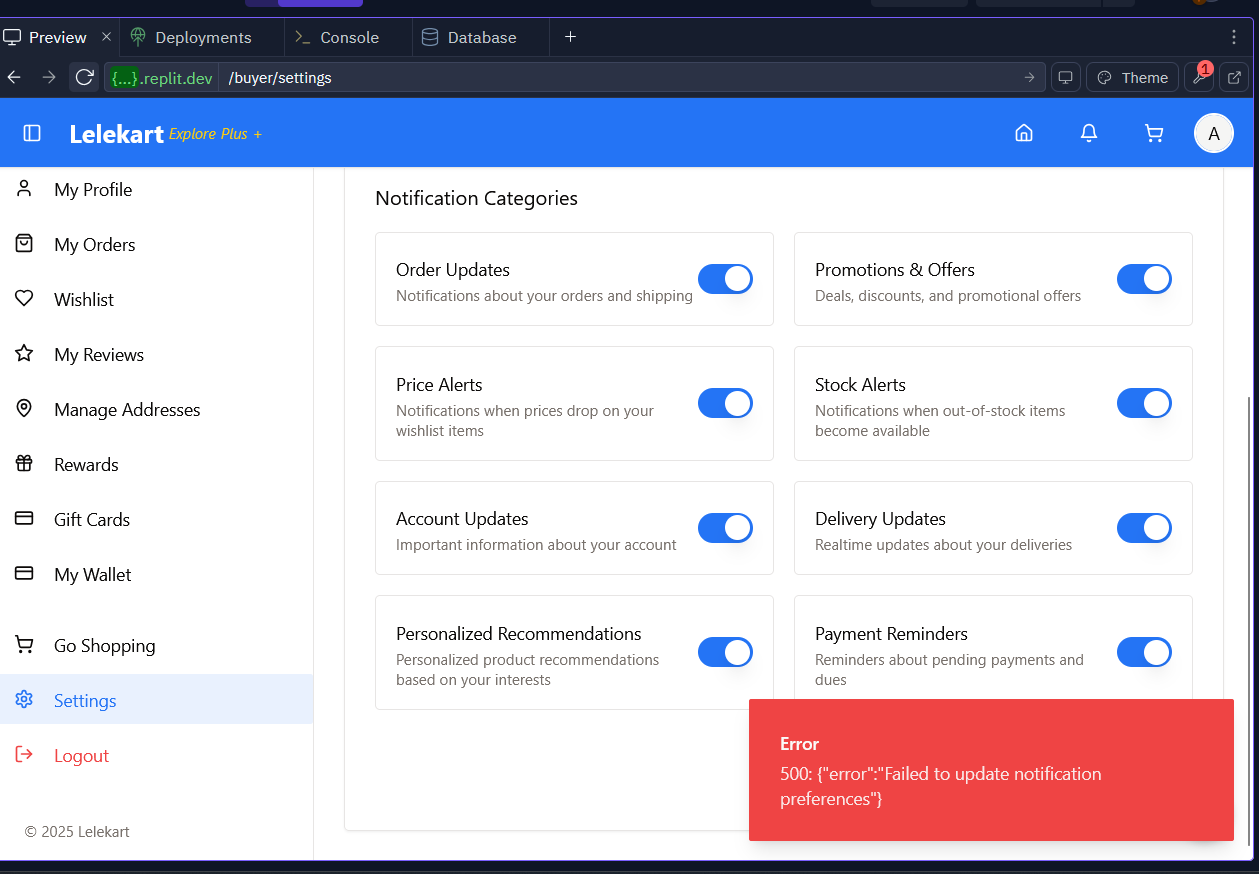 Preview
Deployments
Console
Database
{...}.replit.dev
/buyer/settings
Theme
1
Lelekart Explore Plus +
A
My Profile
My Orders
Wishlist
My Reviews
Manage Addresses
Rewards
Gift Cards
My Wallet
Go Shopping
Settings
Logout
© 2025 Lelekart
Notification Categories
Order Updates
Notifications about your orders and shipping
Promotions & Offers
Deals, discounts, and promotional offers
Price Alerts
Notifications when prices drop on your
wishlist items
Stock Alerts
Notifications when out-of-stock items
become available
Account Updates
Important information about your account
Delivery Updates
Realtime updates about your deliveries
Personalized Recommendations
Personalized product recommendations
based on your interests
Payment Reminders
Reminders about pending payments and
dues
Error
500: {"error":"Failed to update notification
preferences"}